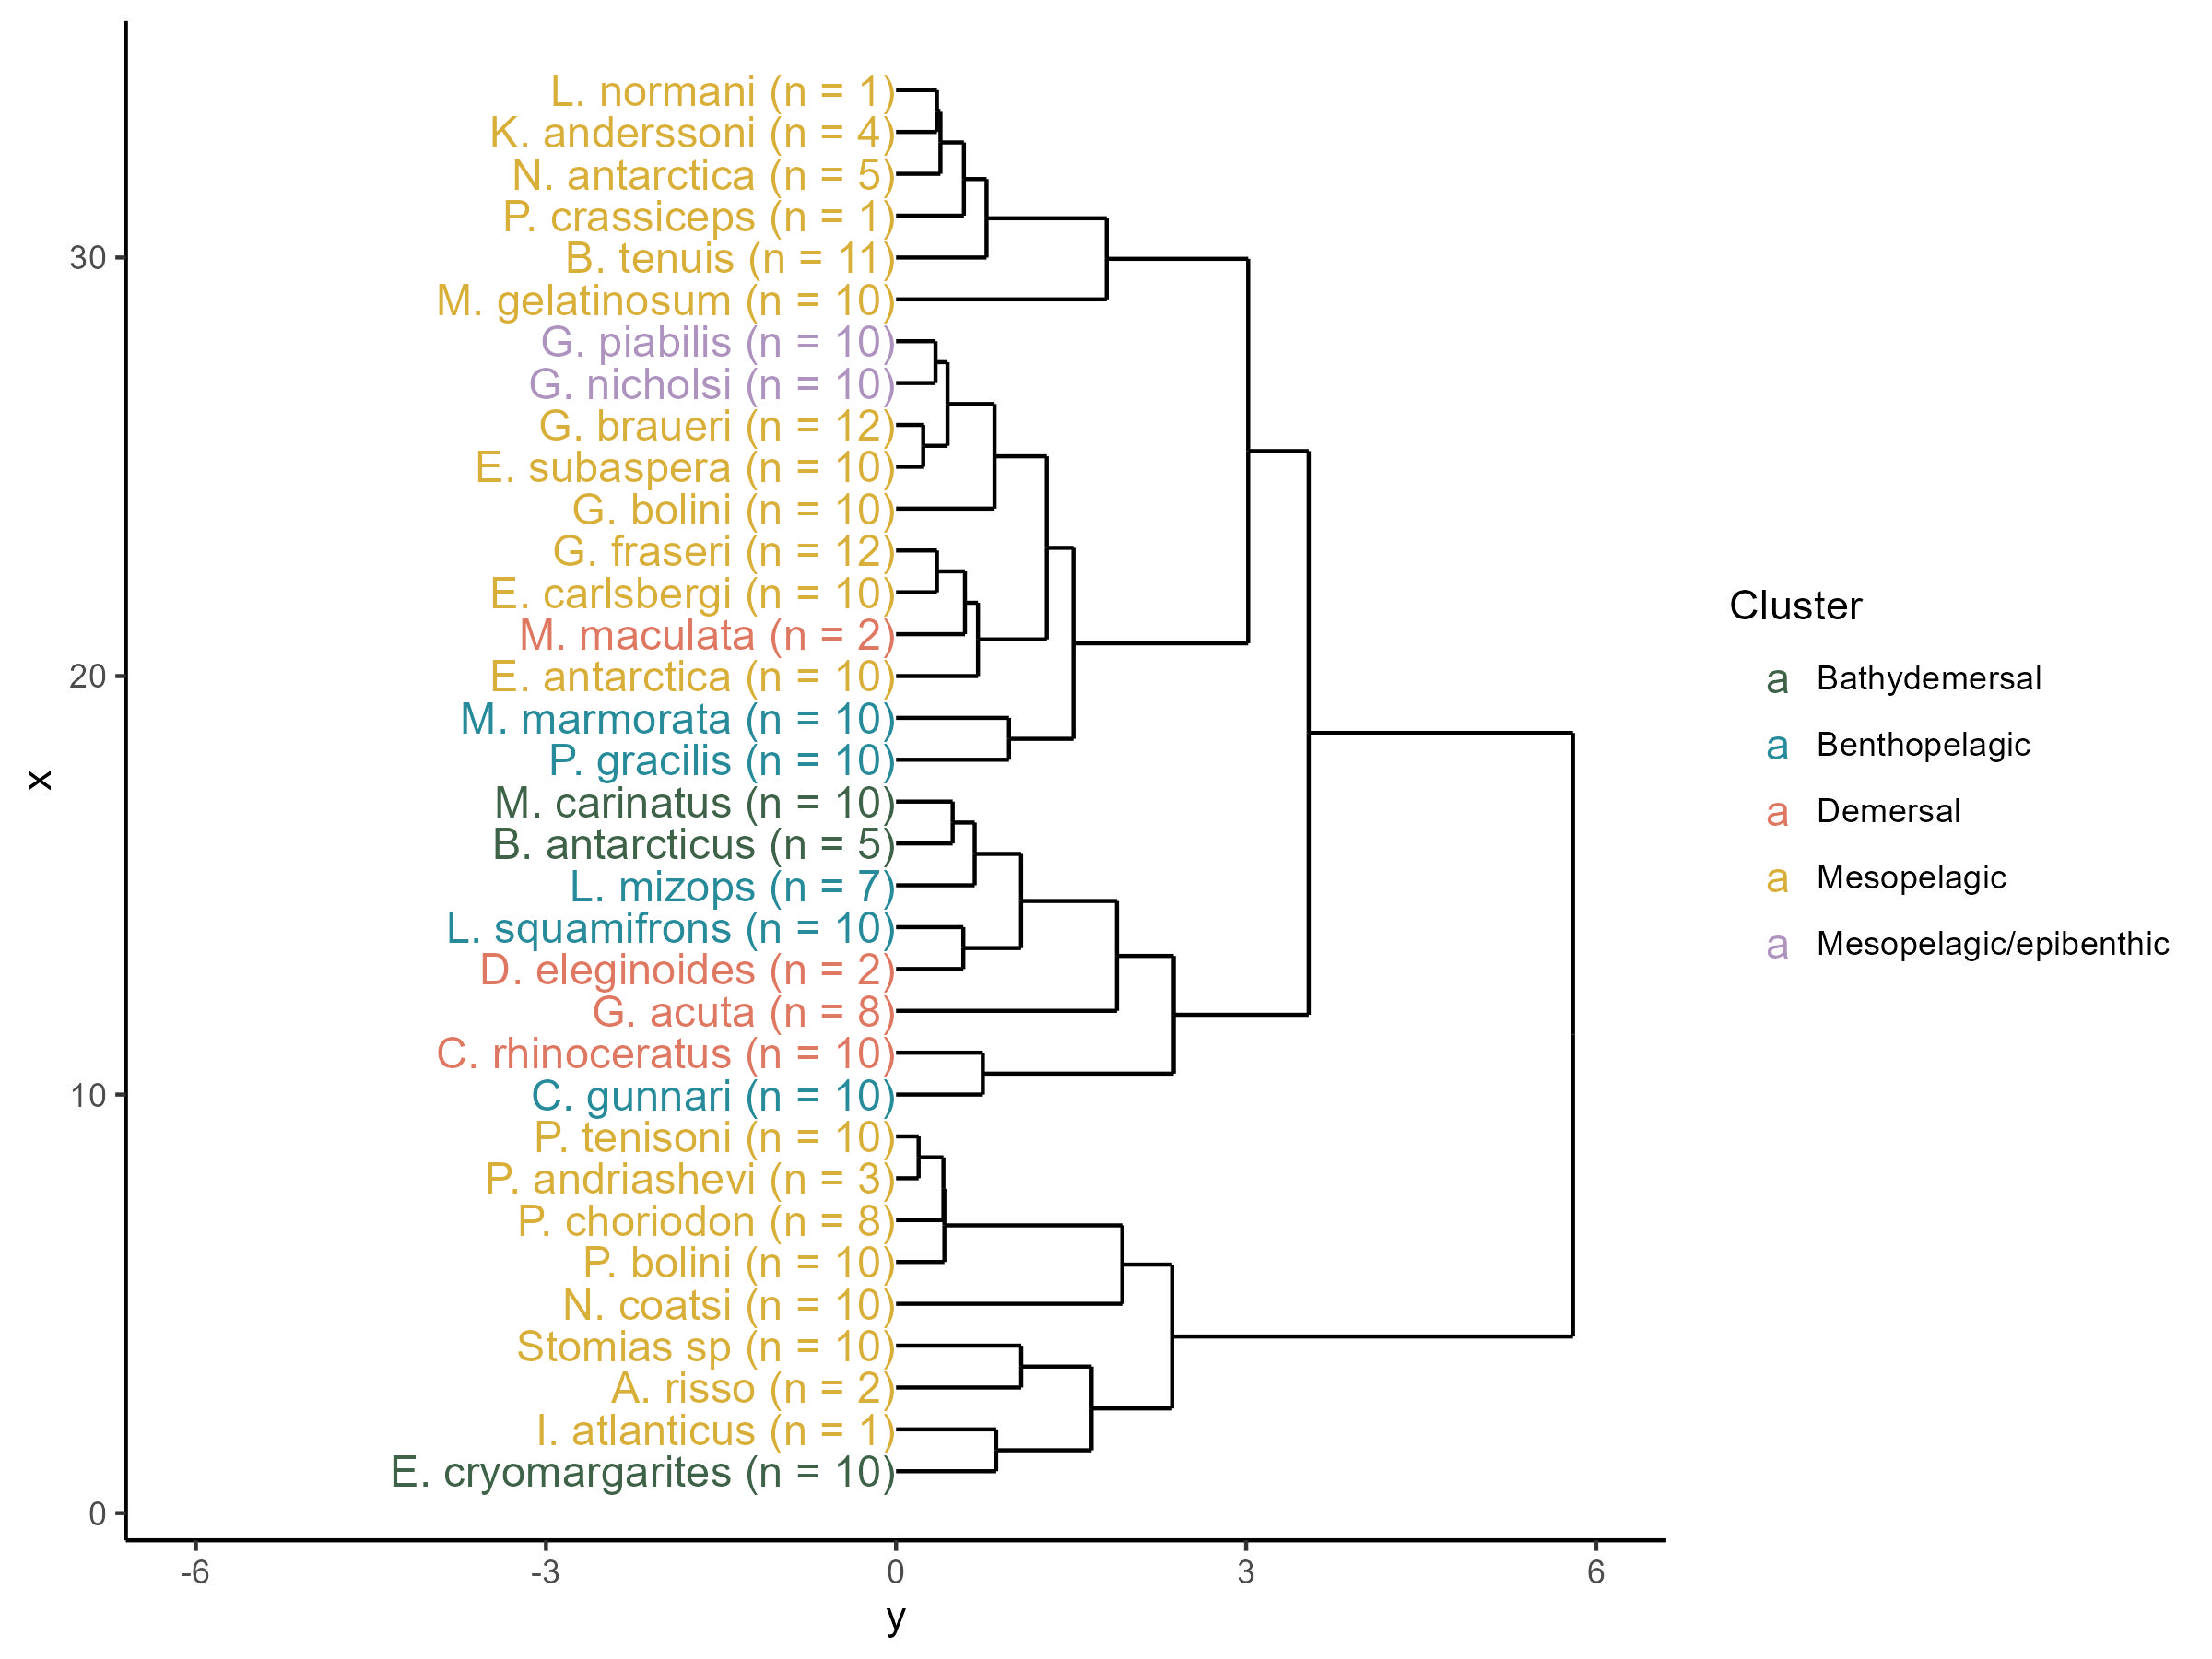 L. normani (n = 1)
K. anderssoni (n = 4)
N. antarctica (n = 5)
P. crassiceps (n = 1)
B. tenuis (n = 11)
M. gelatinosum (n = 10)
G. piabilis (n = 10)
G. nicholsi (n = 10)
G. braueri (n = 12)
E. subaspera (n = 10)
G. bolini (n = 10)
G. fraseri (n = 12)
E. carlsbergi (n = 10)
M. maculata (n = 2)
E. antarctica (n = 10)
M. marmorata (n = 10)
P. gracilis (n = 10)
M. carinatus (n = 10)
B. antarcticus (n = 5)
L. mizops (n = 7)
L. squamifrons (n = 10)
D. eleginoides (n = 2)
G. acuta (n = 8)
C. rhinoceratus (n = 10)
C. gunnari (n = 10)
P. tenisoni (n = 10)
P. andriashevi (n = 3)
P. choriodon (n = 8)
P. bolini (n = 10)
N. coatsi (n = 10)
Stomias sp (n = 10)
A. risso (n = 2)
I. atlanticus (n = 1)
E. cryomargarites (n = 10)
30
20
10
0
x
-6
-3
0
3
6
y
Cluster
a Bathydemersal
a Benthopelagic
a Demersal
a Mesopelagic
a Mesopelagic/epibenthic